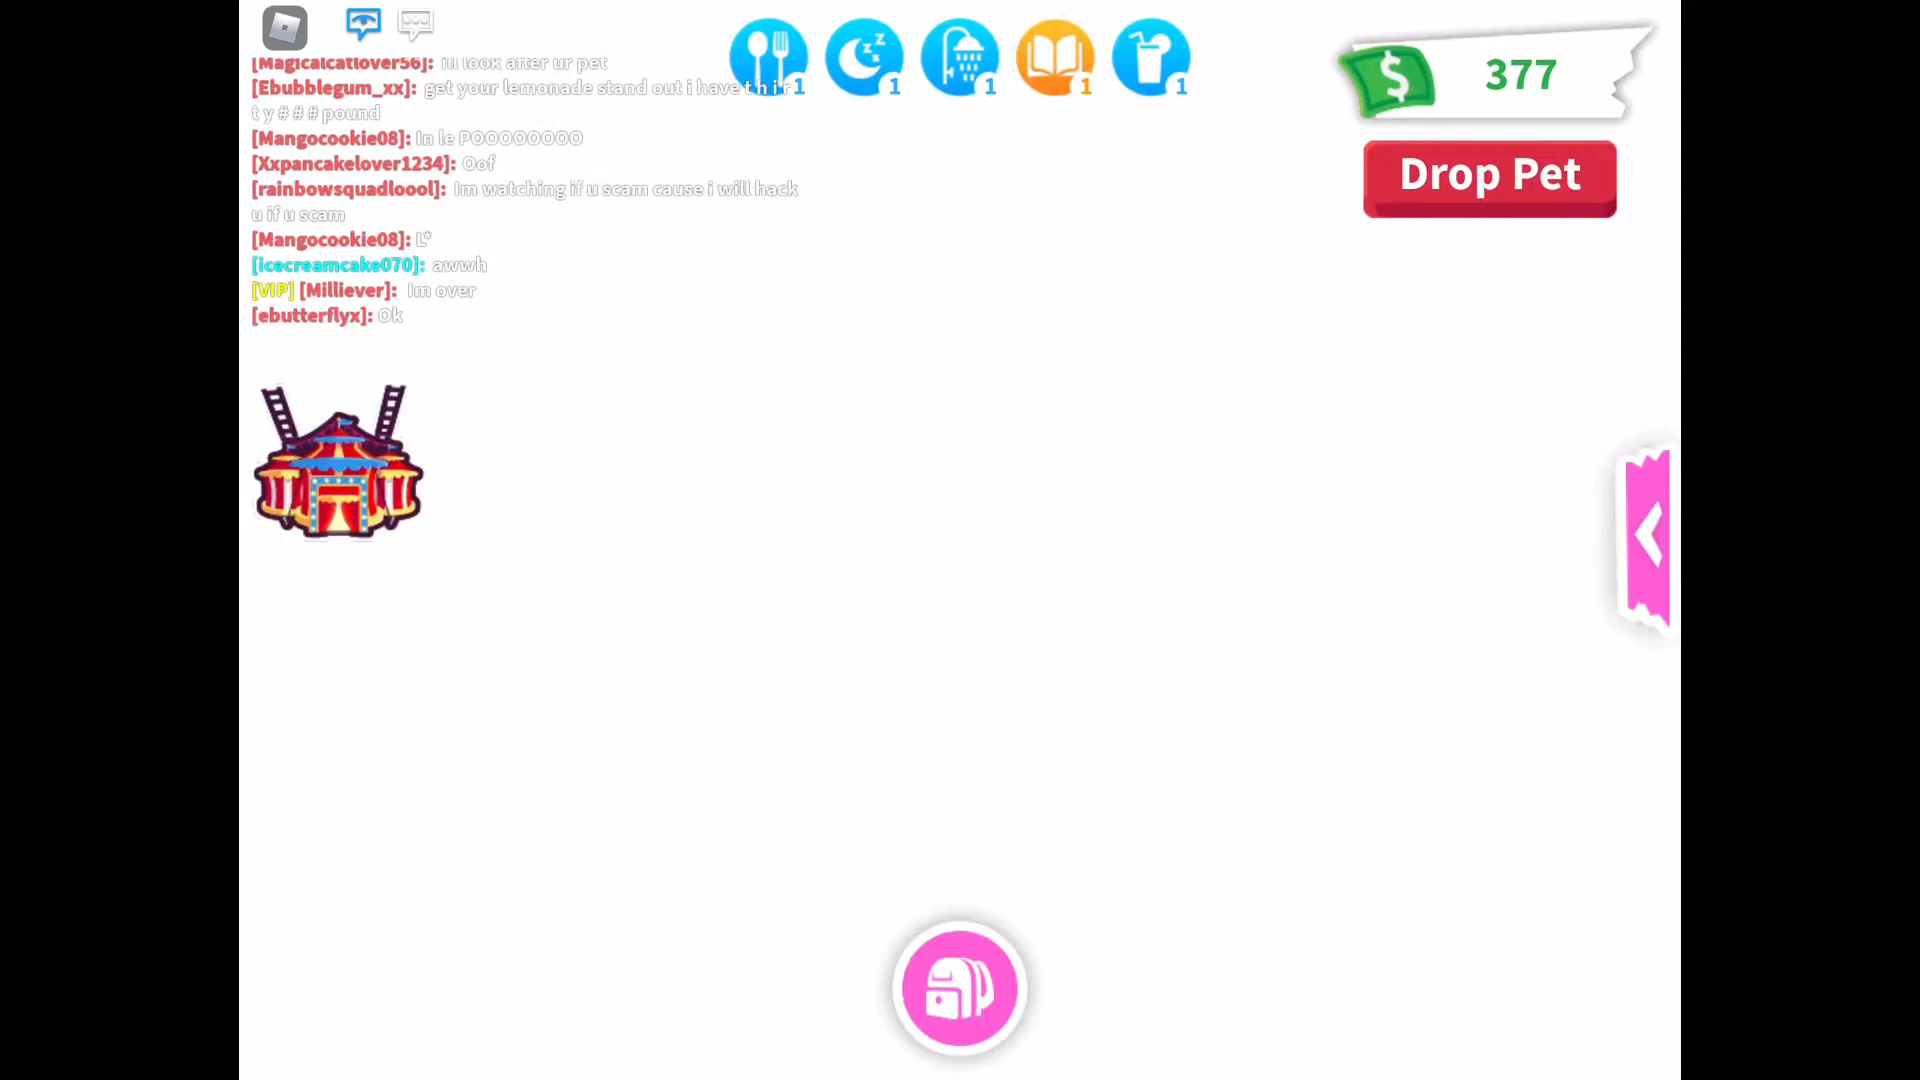 [Magicalcatlover56]: Ill look after ur pet
[Ebubblegum_xx]: get your lemonade stand out i have t h i r
t y # # # pound
[Mangocookie08]: In le POOOOOOOOO
[Xxpancakelover1234]: Oof
[rainbowsquadloool]: Im watching if u scam cause i will hack
u if u scam
[Mangocookie08]: L*
[icecreamcake070]: awwh
[VIP] [Milliever]: Im over
[ebutterflyx]: Ok
z z z
1 1 1 1 1
$ 377
Drop Pet